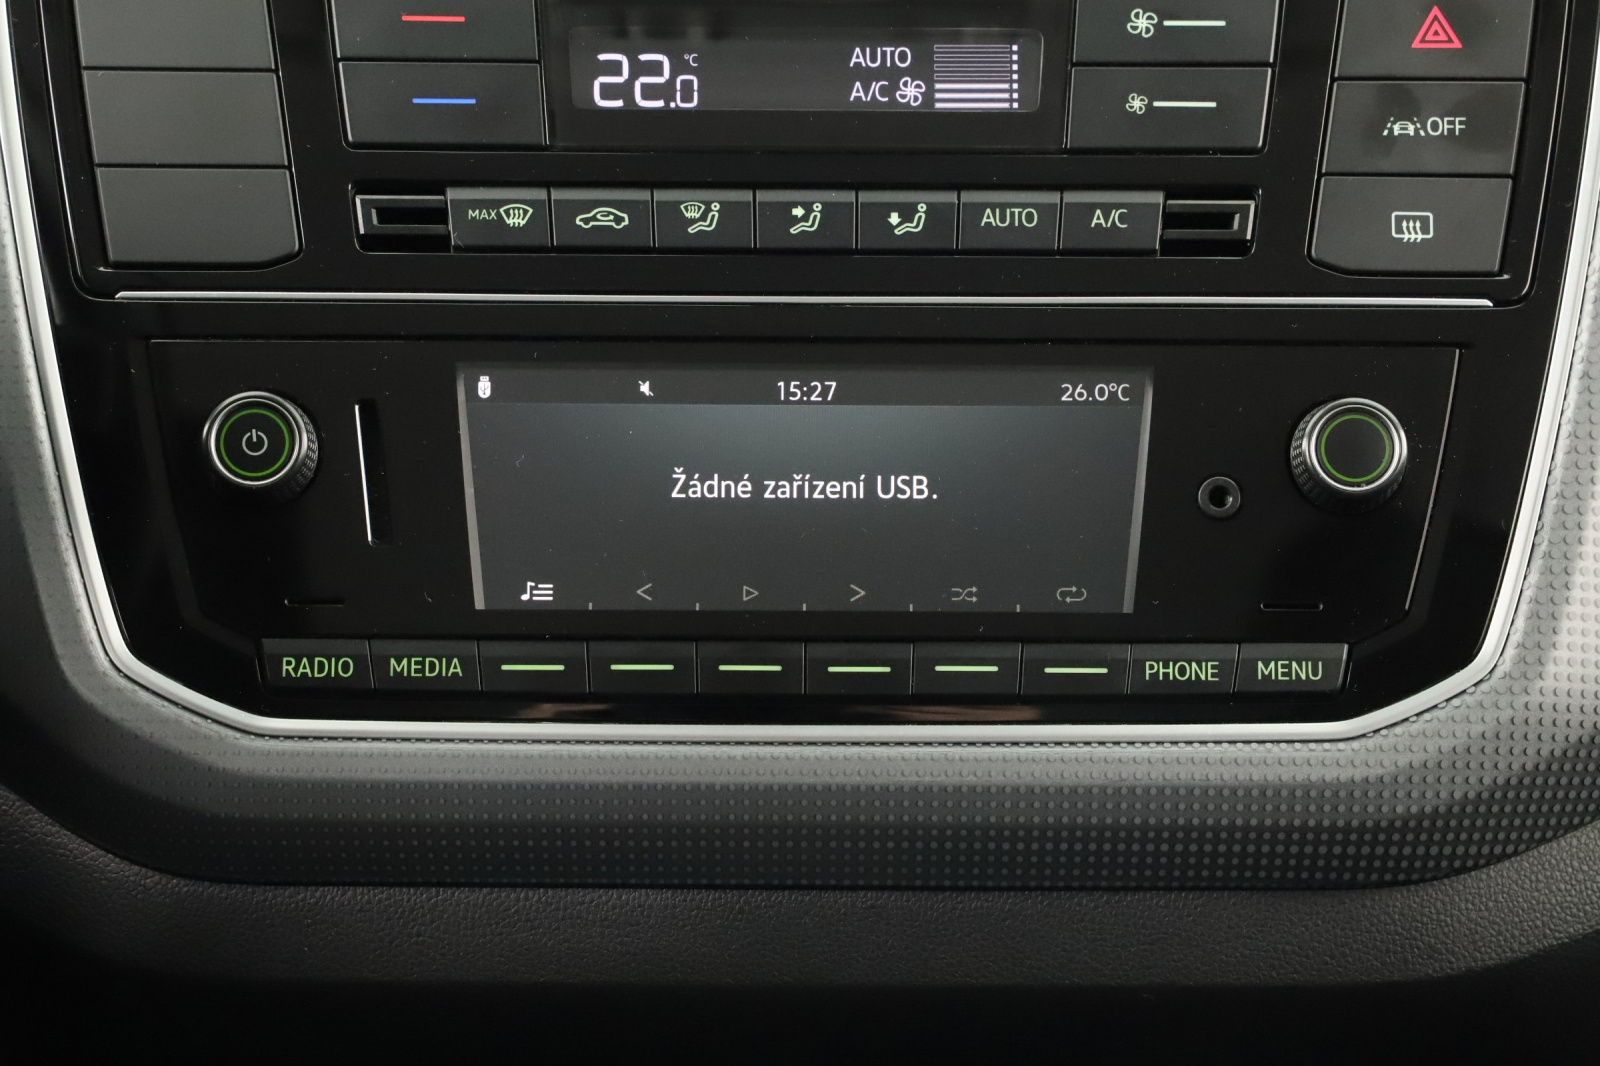 22.0 °C
AUTO
A/C
OFF
MAX
AUTO
A/C
15:27
26.0°C
Žádné zařízení USB.
RADIO
MEDIA
PHONE
MENU